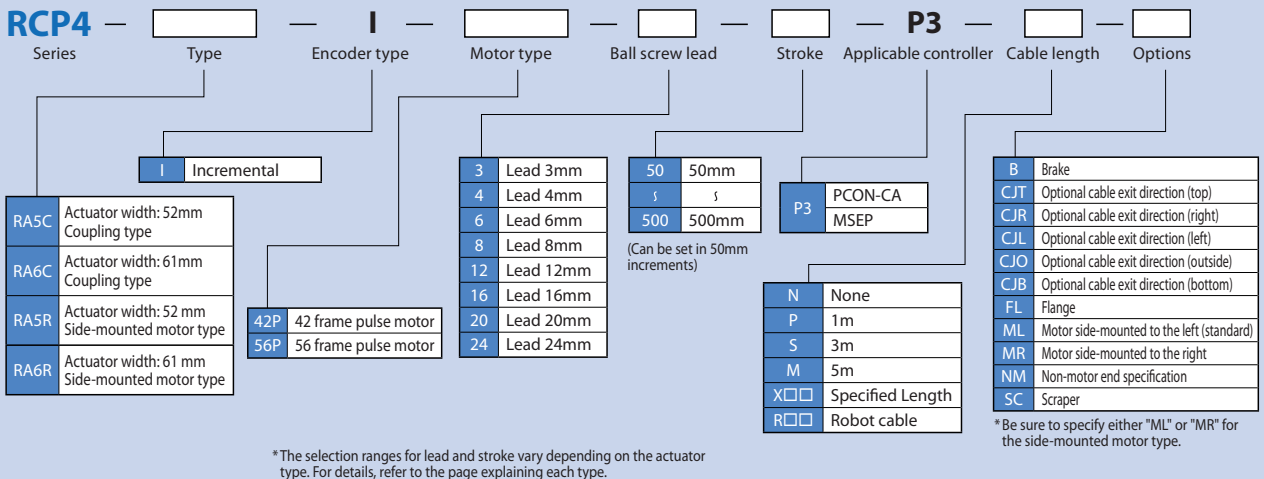 RCP4 — — I — — — — P3 — —
Series Type Encoder type Motor type Ball screw lead Stroke Applicable controller Cable length Options
RA5C Actuator width: 52mm
Coupling type
RA6C Actuator width: 61mm
Coupling type
RA5R Actuator width: 52 mm
Side-mounted motor type
RA6R Actuator width: 61 mm
Side-mounted motor type
I Incremental
42P 42 frame pulse motor
56P 56 frame pulse motor
3 Lead 3mm
4 Lead 4mm
6 Lead 6mm
8 Lead 8mm
12 Lead 12mm
16 Lead 16mm
20 Lead 20mm
24 Lead 24mm
50 50mm
≀ ≀
500 500mm
(Can be set in 50mm
increments)
P3 PCON-CA
MSEP
N None
P 1m
S 3m
M 5m
X□□ Specified Length
R□□ Robot cable
B Brake
CJT Optional cable exit direction (top)
CJR Optional cable exit direction (right)
CJL Optional cable exit direction (left)
CJO Optional cable exit direction (outside)
CJB Optional cable exit direction (bottom)
FL Flange
ML Motor side-mounted to the left (standard)
MR Motor side-mounted to the right
NM Non-motor end specification
SC Scraper
* Be sure to specify either "ML" or "MR" for
the side-mounted motor type.
* The selection ranges for lead and stroke vary depending on the actuator
type. For details, refer to the page explaining each type.